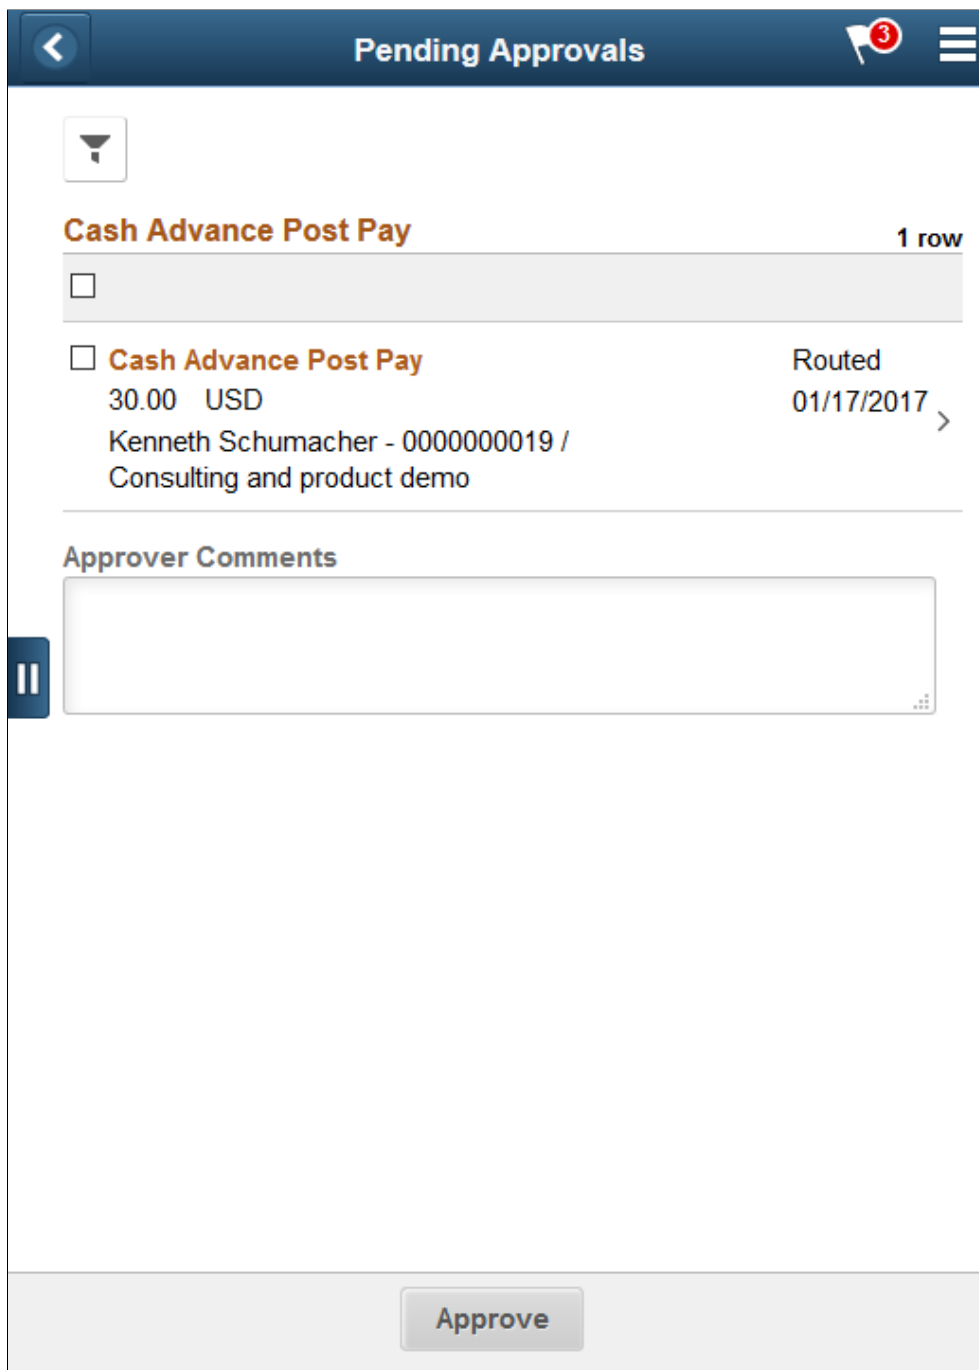 Pending Approvals
3
Cash Advance Post Pay
1 row
Cash Advance Post Pay
Routed
30.00 USD
01/17/2017
Kenneth Schumacher - 0000000019 /
Consulting and product demo
Approver Comments
Approve